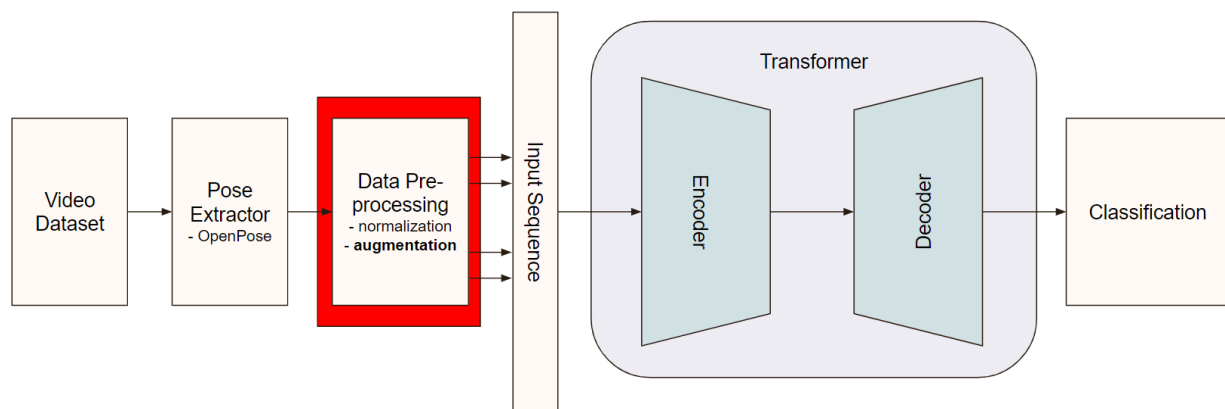 Video
Dataset
Pose
Extractor
- OpenPose
Data Pre-
processing
- normalization
- augmentation
Input Sequence
Transformer
Encoder
Decoder
Classification